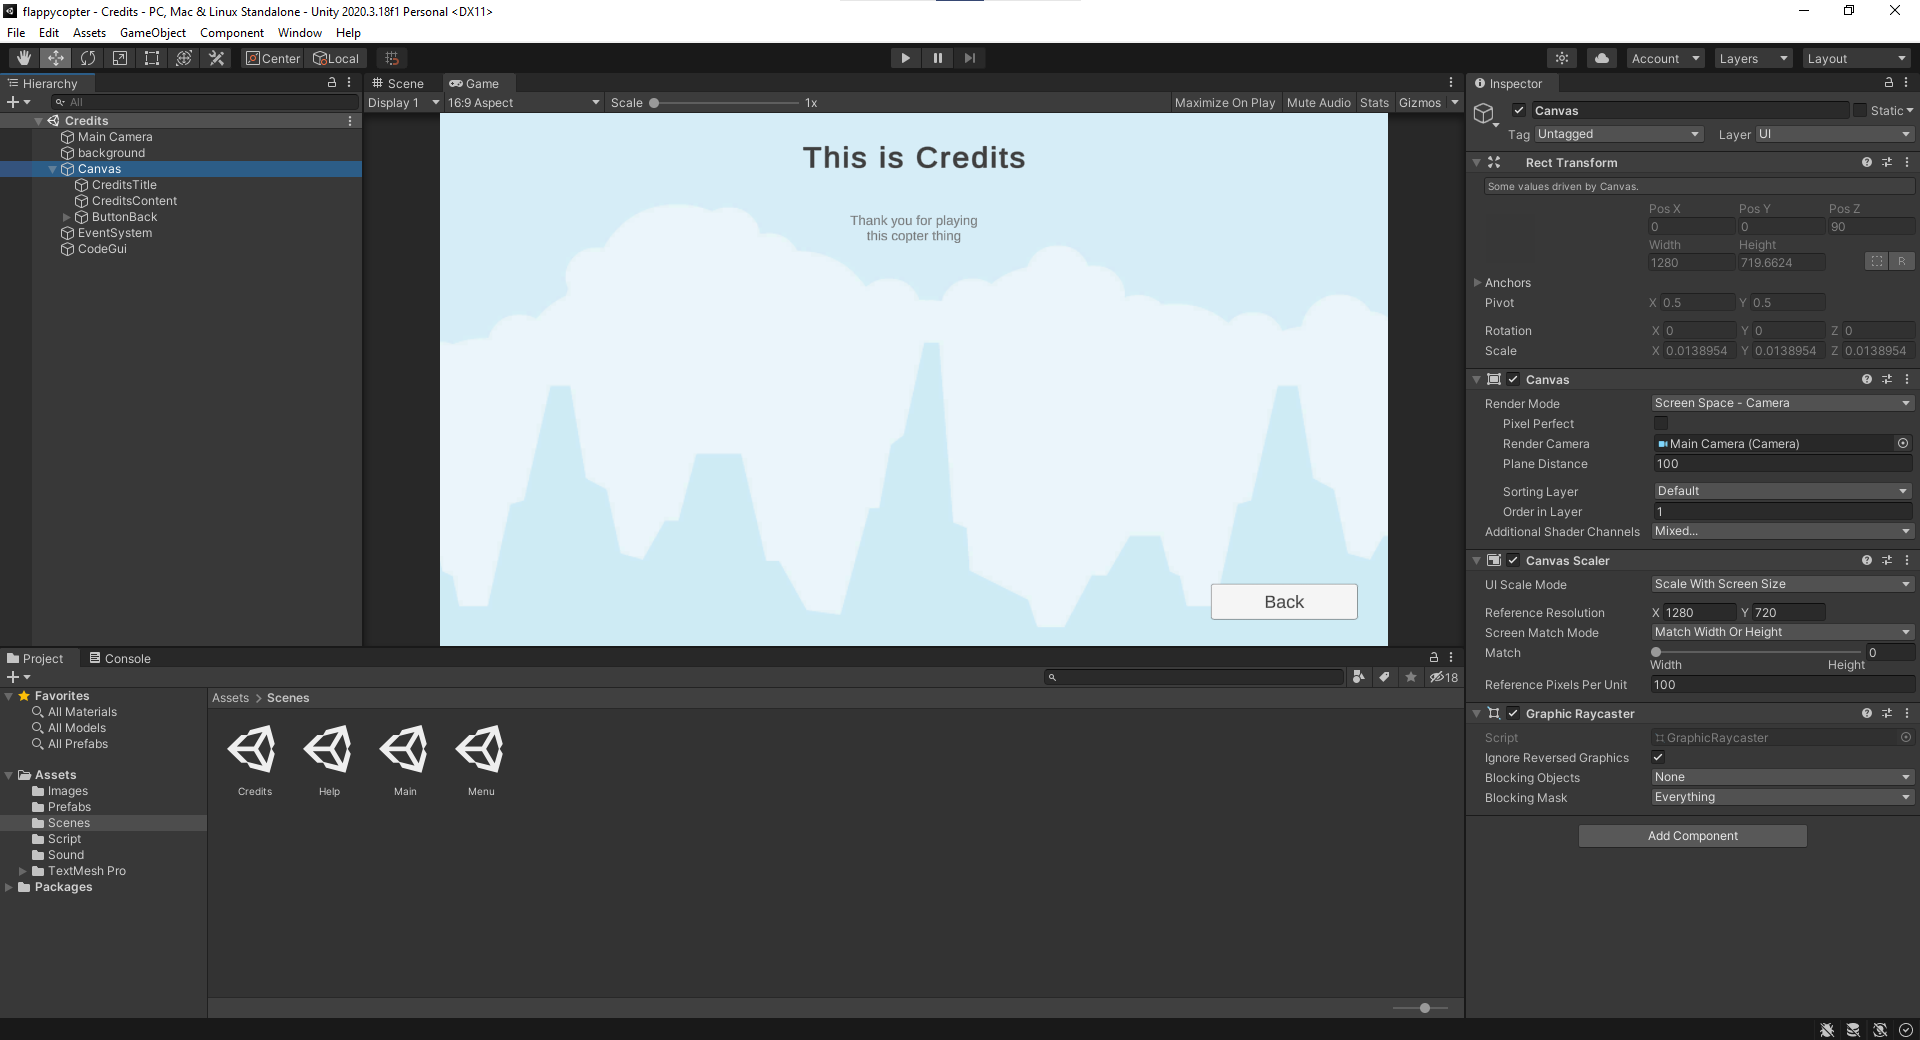 flappycopter - Credits - PC, Mac & Linux Standalone - Unity 2020.3.18f1 Personal <DX11>
File Edit Assets GameObject Component Window Help
Center Local Account Layers Layout
Hierarchy
All
Credits
Main Camera
background
Canvas
CreditsTitle
CreditsContent
ButtonBack
EventSystem
CodeGui
Scene Game
Display 1 16:9 Aspect Scale 1x Maximize On Play Mute Audio Stats Gizmos
This is Credits
Thank you for playing
this copter thing
Back
Project Console
18
Favorites
All Materials
All Models
All Prefabs
Assets
Images
Prefabs
Scenes
Script
Sound
TextMesh Pro
Packages
Assets > Scenes
Credits Help Main Menu
Inspector
Canvas Static
Tag Untagged Layer UI
Rect Transform
Some values driven by Canvas.
Pos X Pos Y Pos Z
0 0 90
Width Height
1280 719.6624 R
Anchors
Pivot X 0.5 Y 0.5
Rotation X 0 Y 0 Z 0
Scale X 0.0138954 Y 0.0138954 Z 0.0138954
Canvas
Render Mode Screen Space - Camera
Pixel Perfect
Render Camera Main Camera (Camera)
Plane Distance 100
Sorting Layer Default
Order in Layer 1
Additional Shader Channels Mixed...
Canvas Scaler
UI Scale Mode Scale With Screen Size
Reference Resolution X 1280 Y 720
Screen Match Mode Match Width Or Height
Match 0
Width Height
Reference Pixels Per Unit 100
Graphic Raycaster
Script GraphicRaycaster
Ignore Reversed Graphics
Blocking Objects None
Blocking Mask Everything
Add Component